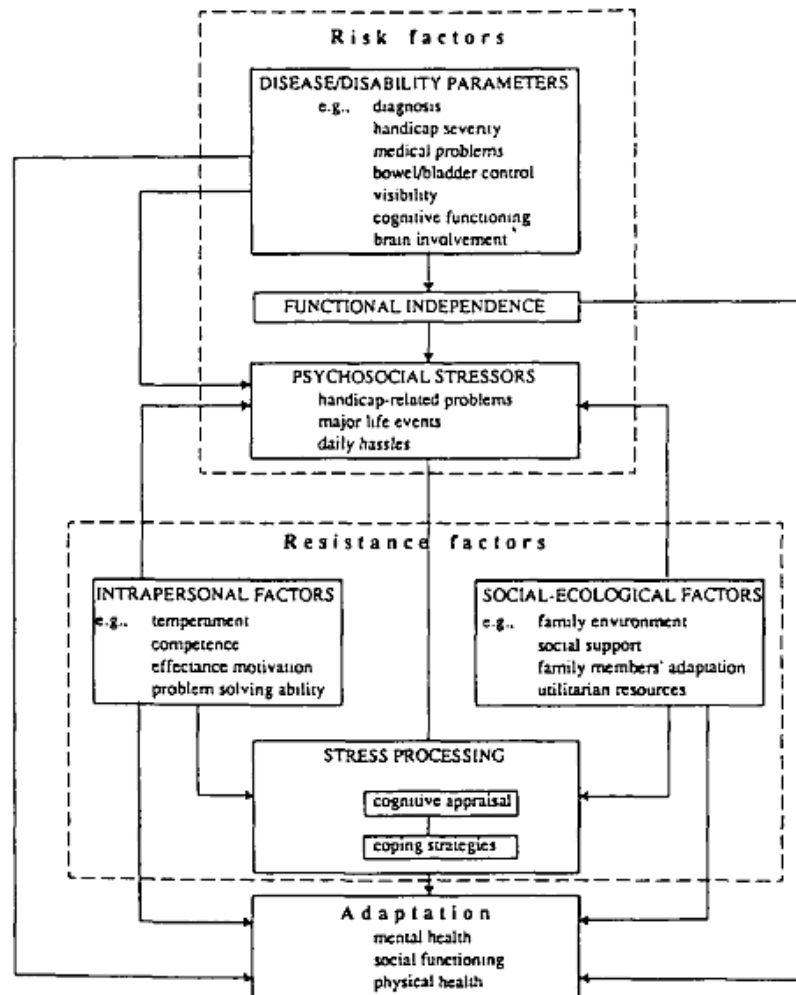 Risk factors
DISEASE/DISABILITY PARAMETERS
e.g., diagnosis
handicap severity
medical problems
bowel/bladder control
visibility
cognitive functioning
brain involvement
FUNCTIONAL INDEPENDENCE
PSYCHOSOCIAL STRESSORS
handicap-related problems
major life events
daily hassles
Resistance factors
INTRAPERSONAL FACTORS
e.g., temperament
competence
effectance motivation
problem solving ability
SOCIAL-ECOLOGICAL FACTORS
e.g., family environment
social support
family members' adaptation
utilitarian resources
STRESS PROCESSING
cognitive appraisal
coping strategies
Adaptation
mental health
social functioning
physical health